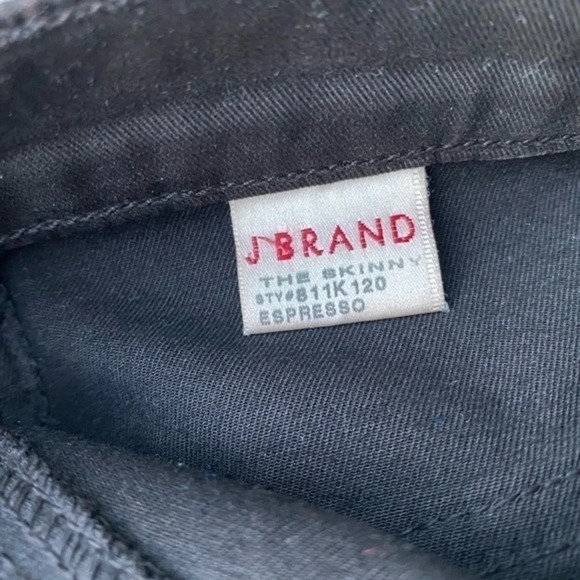 J BRAND
THE SKINNY
STY#811K120
ESPRESSO